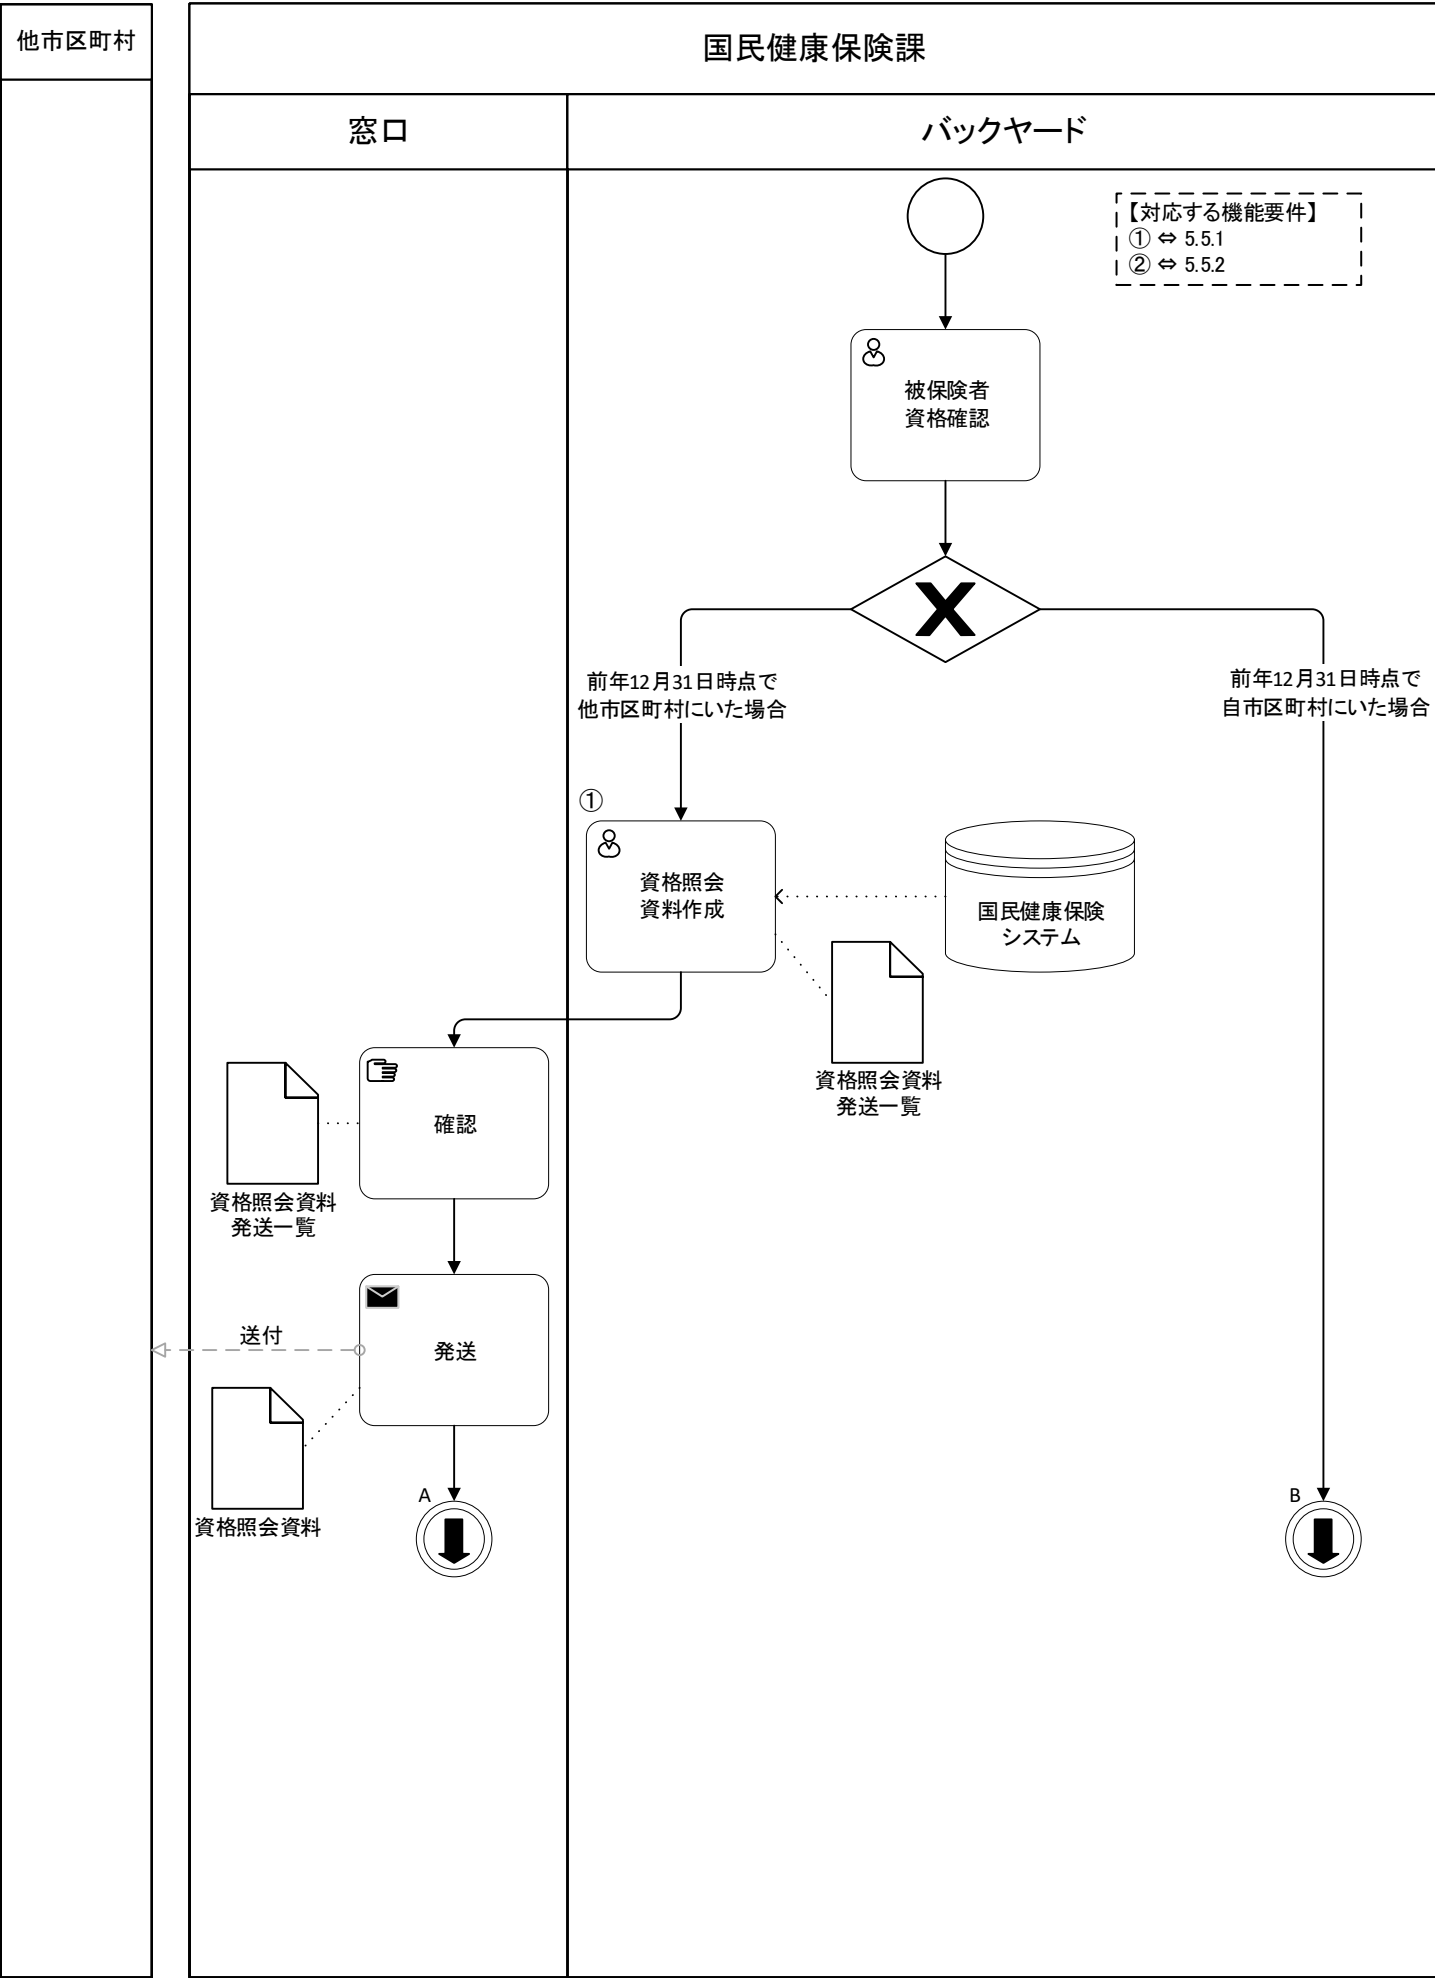 他市区町村
国民健康保険課
窓口
バックヤード
【対応する機能要件】
① ⇔ 5.5.1
② ⇔ 5.5.2
被保険者
資格確認
前年12月31日時点で
他市区町村にいた場合
前年12月31日時点で
自市区町村にいた場合
①
資格照会
資料作成
国民健康保険
システム
資格照会資料
発送一覧
確認
資格照会資料
発送一覧
送付
発送
資格照会資料
A
B